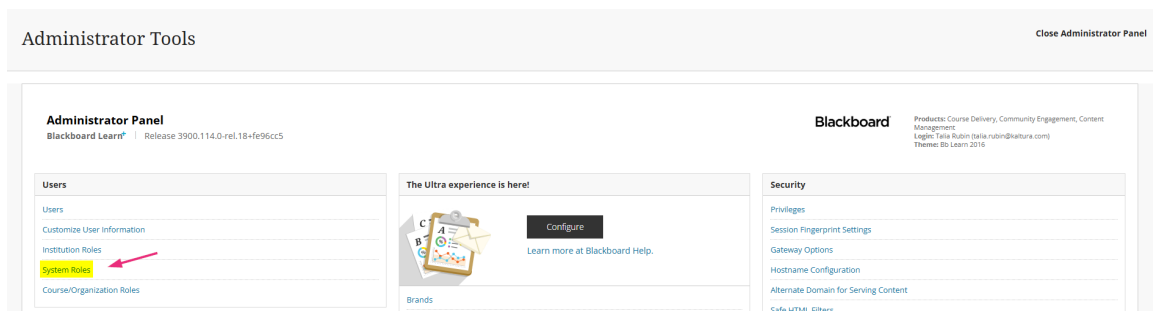 Administrator Tools
Close Administrator Panel
Administrator Panel
Blackboard Learn | Release 3900.114.0-rel.18+fe96cc5
Blackboard
Products: Course Delivery, Community Engagement, Content
Management
Login: Talia Rubin (talia.rubin@kaltura.com)
Theme: Bb Learn 2016
Users
Users
Customize User Information
Institution Roles
System Roles
Course/Organization Roles
The Ultra experience is here!
C
A
B
Configure
Learn more at Blackboard Help.
Brands
Security
Privileges
Session Fingerprint Settings
Gateway Options
Hostname Configuration
Alternate Domain for Serving Content
Safe HTML Filters